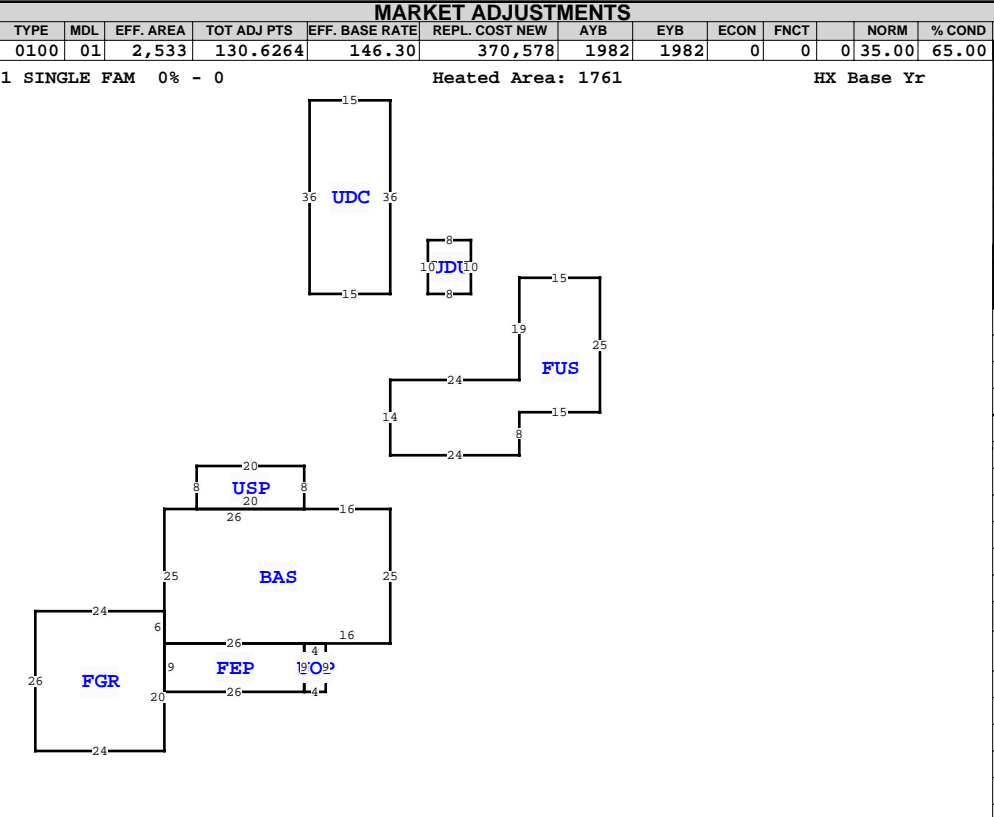 MARKET ADJUSTMENTS
TYPE MDL EFF. AREA TOT ADJ PTS EFF. BASE RATE REPL. COST NEW AYB EYB ECON FNCT NORM % COND
0100 01 2,533 130.6264 146.30 370,578 1982 1982 0 0 0 35.00 65.00
1 SINGLE FAM 0% - 0 Heated Area: 1761 HX Base Yr
15
36 UDC 36
8
10 10
15 8
15
19
25
FUS
24
15
14
8
24
20
8 USP 8
20
26 16
25 BAS 25
24
6
26 16
4
9 FEP 9 9
26 FGR
26 4
20
24